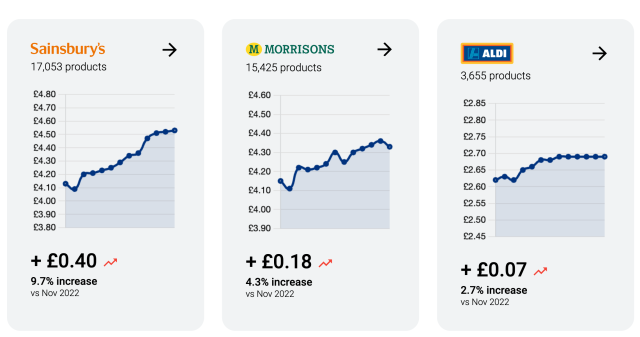 Sainsbury's
17,053 products
£4.80
£4.70
£4.60
£4.50
£4.40
£4.30
£4.20
£4.10
£4.00
£3.90
£3.80
+ £0.40
9.7% increase
vs Nov 2022
M MORRISONS
15,425 products
£4.60
£4.50
£4.40
£4.30
£4.20
£4.10
£4.00
£3.90
+ £0.18
4.3% increase
vs Nov 2022
ALDI
3,655 products
£2.85
£2.80
£2.75
£2.70
£2.65
£2.60
£2.55
£2.50
£2.45
+ £0.07
2.7% increase
vs Nov 2022